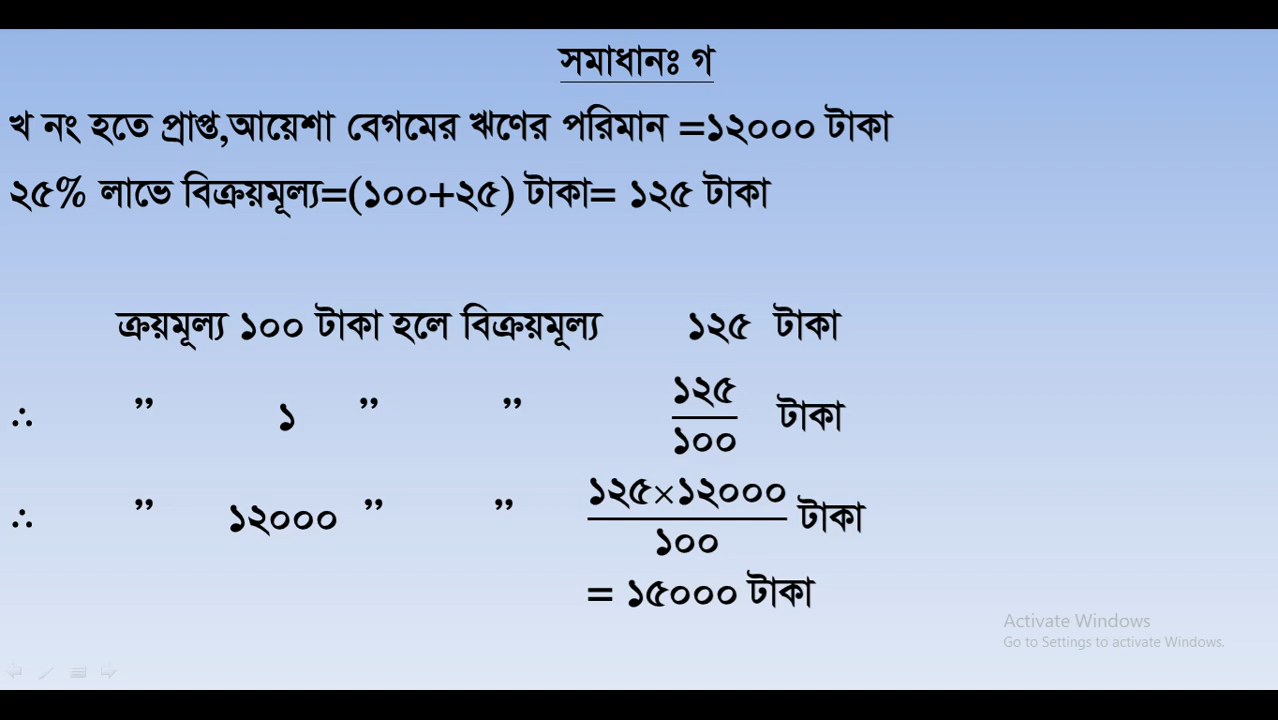 সমাধানঃ গ
খ নং হতে প্রাপ্ত,আয়েশা বেগমের ঋণের পরিমান =১২০০০ টাকা
২৫% লাভে বিক্রয়মূল্য=(১০০+২৫) টাকা= ১২৫ টাকা
ক্রয়মূল্য ১০০ টাকা হলে বিক্রয়মূল্য ১২৫ টাকা
∴ ” ১ ” ” ১২৫/১০০ টাকা
∴ ” ১২০০০ ” ” ১২৫×১২০০০/১০০ টাকা
= ১৫০০০ টাকা
Activate Windows
Go to Settings to activate Windows.